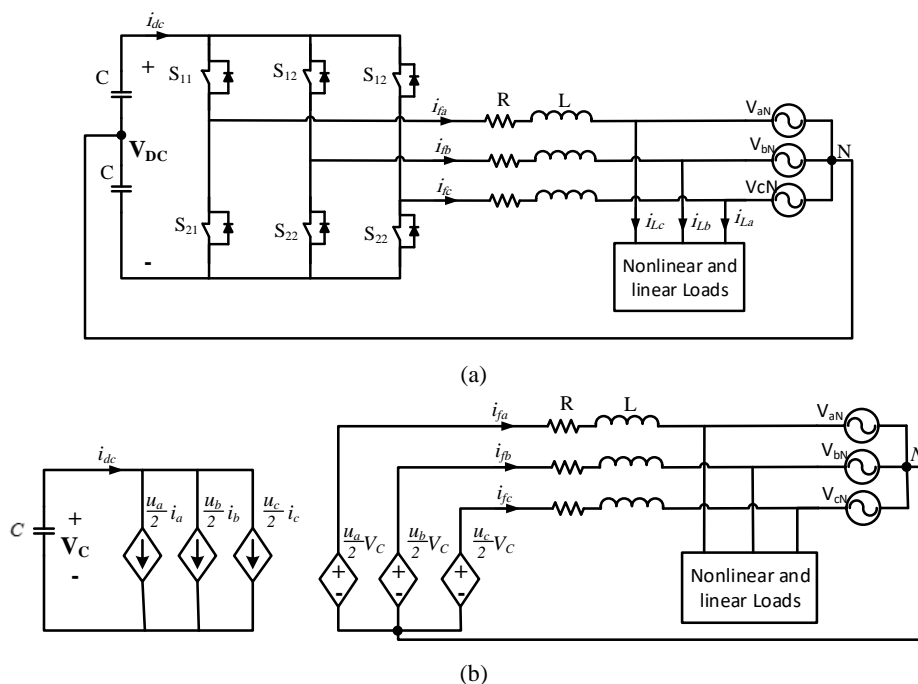 i_dc
+
C
S₁₁
S₁₂
S₁₂
i_fa
R
L
V_aN
V_DC
i_fb
V_bN
N
C
i_fc
VcN
S₂₁
S₂₂
S₂₂
i_Lc
i_Lb
i_La
-
Nonlinear and
linear Loads
(a)
i_fa
R
L
V_aN
i_dc
i_fb
V_bN
N
C
+
V_C
-
u_a/2 i_a
u_b/2 i_b
u_c/2 i_c
i_fc
V_cN
u_a/2 V_C
u_b/2 V_C
u_c/2 V_C
+
-
+
-
+
-
Nonlinear and
linear Loads
(b)